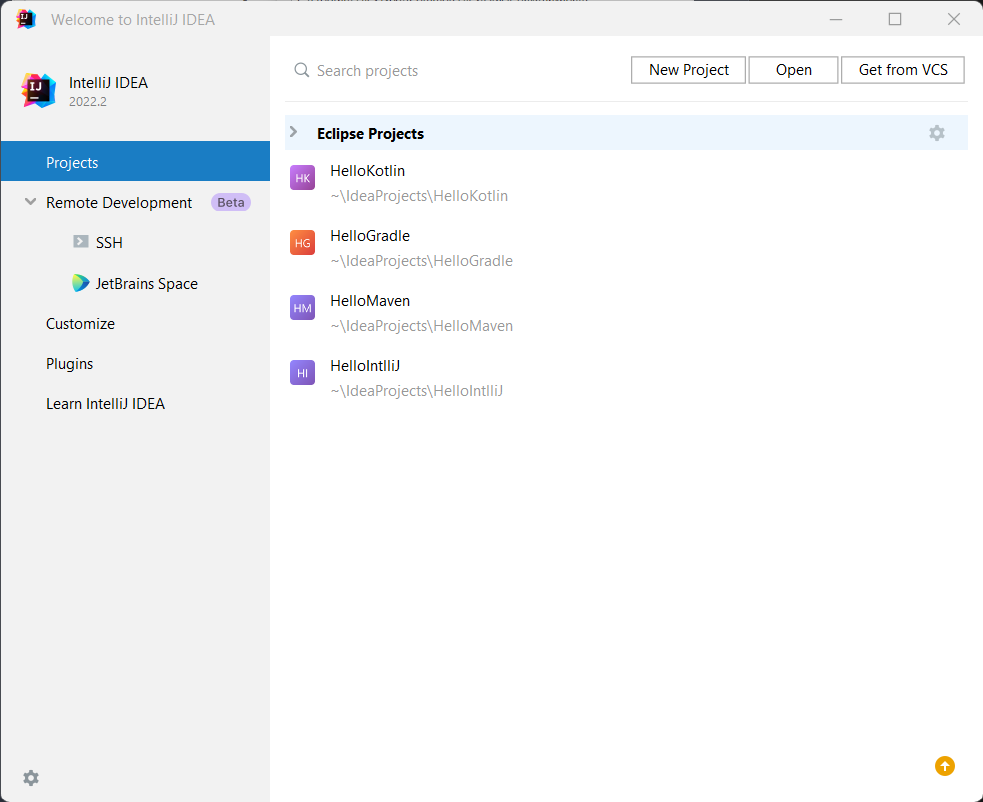 Welcome to IntelliJ IDEA
IJ
IntelliJ IDEA
2022.2
Projects
Remote Development Beta
SSH
JetBrains Space
Customize
Plugins
Learn IntelliJ IDEA
Search projects
New Project Open Get from VCS
Eclipse Projects
HK HelloKotlin
~\IdeaProjects\HelloKotlin
HG HelloGradle
~\IdeaProjects\HelloGradle
HM HelloMaven
~\IdeaProjects\HelloMaven
HI HelloIntlliJ
~\IdeaProjects\HelloIntlliJ